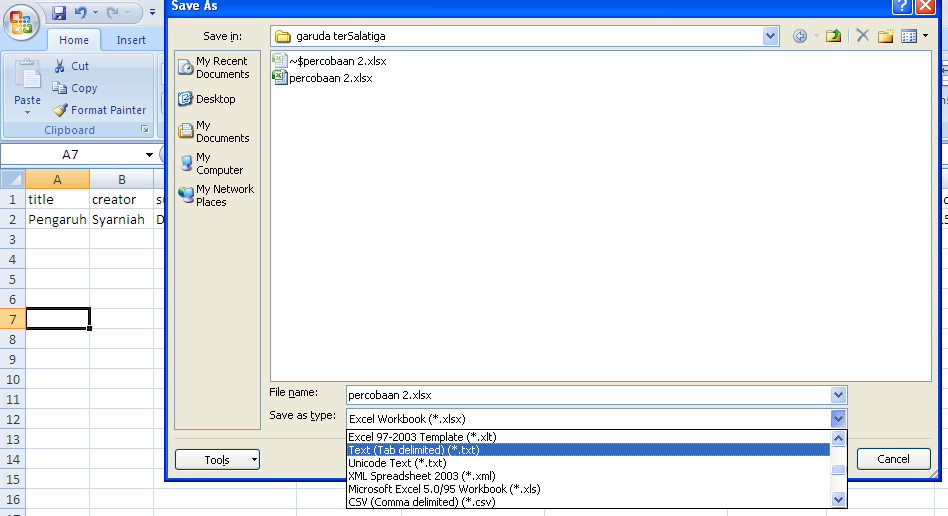 Save As
?
Home
Insert
Save in:
garuda terSalatiga
Cut
Copy
Format Painter
Paste
Clipboard
My Recent
Documents
Desktop
My
Documents
My
Computer
My Network
Places
~$percobaan 2.xlsx
percobaan 2.xlsx
A7
A
B
1
title
creator
2
Pengaruh
Syarniah
D
3
4
5
6
7
8
9
10
11
12
13
14
15
16
File name:
percobaan 2.xlsx
Save as type:
Excel Workbook (*.xlsx)
Excel 97-2003 Template (*.xlt)
Text (Tab delimited) (*.txt)
Unicode Text (*.txt)
XML Spreadsheet 2003 (*.xml)
Microsoft Excel 5.0/95 Workbook (*.xls)
CSV (Comma delimited) (*.csv)
Tools
Cancel